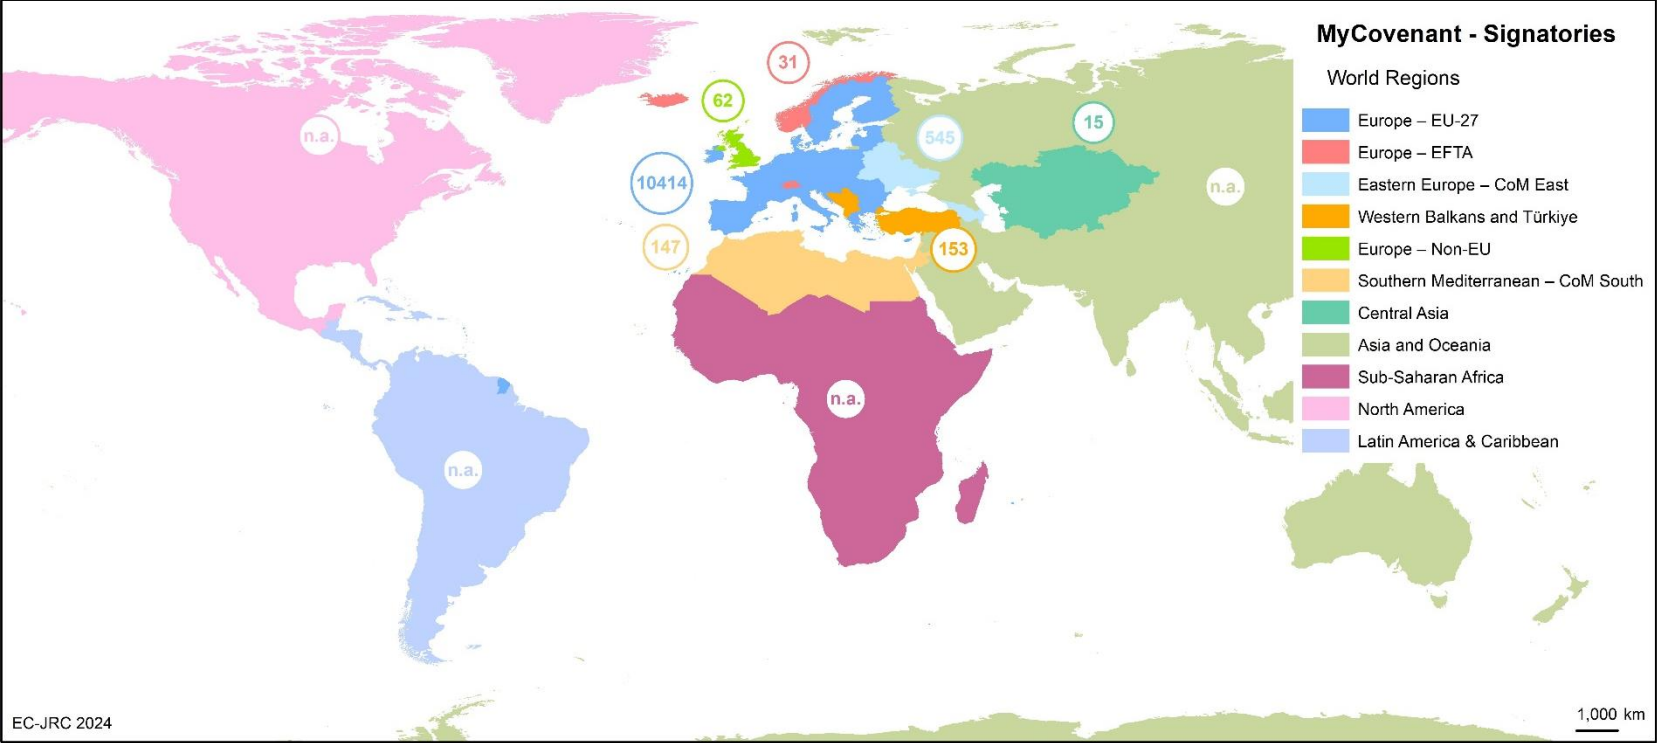 MyCovenant - Signatories
World Regions
Europe – EU-27
Europe – EFTA
Eastern Europe – CoM East
Western Balkans and Türkiye
Europe – Non-EU
Southern Mediterranean – CoM South
Central Asia
Asia and Oceania
Sub-Saharan Africa
North America
Latin America & Caribbean
31
62
n.a.
545
15
10414
n.a.
147
153
n.a.
n.a.
EC-JRC 2024
1,000 km